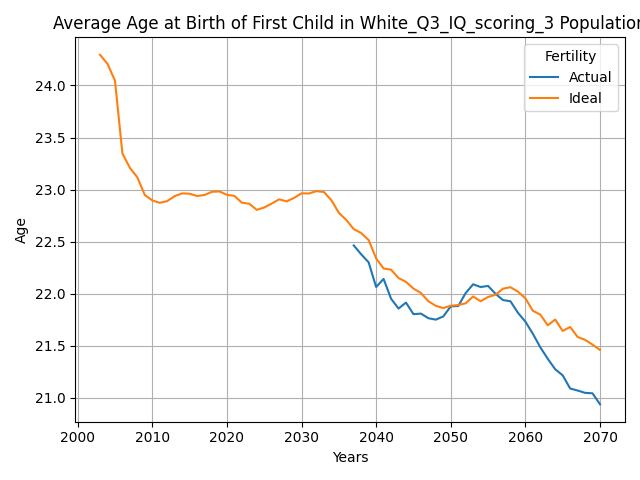 Average Age at Birth of First Child in White_Q3_IQ_scoring_3 Population
Fertility
Actual
Ideal
24.0
23.5
23.0
22.5
22.0
21.5
21.0
Age
2000 2010 2020 2030 2040 2050 2060 2070
Years